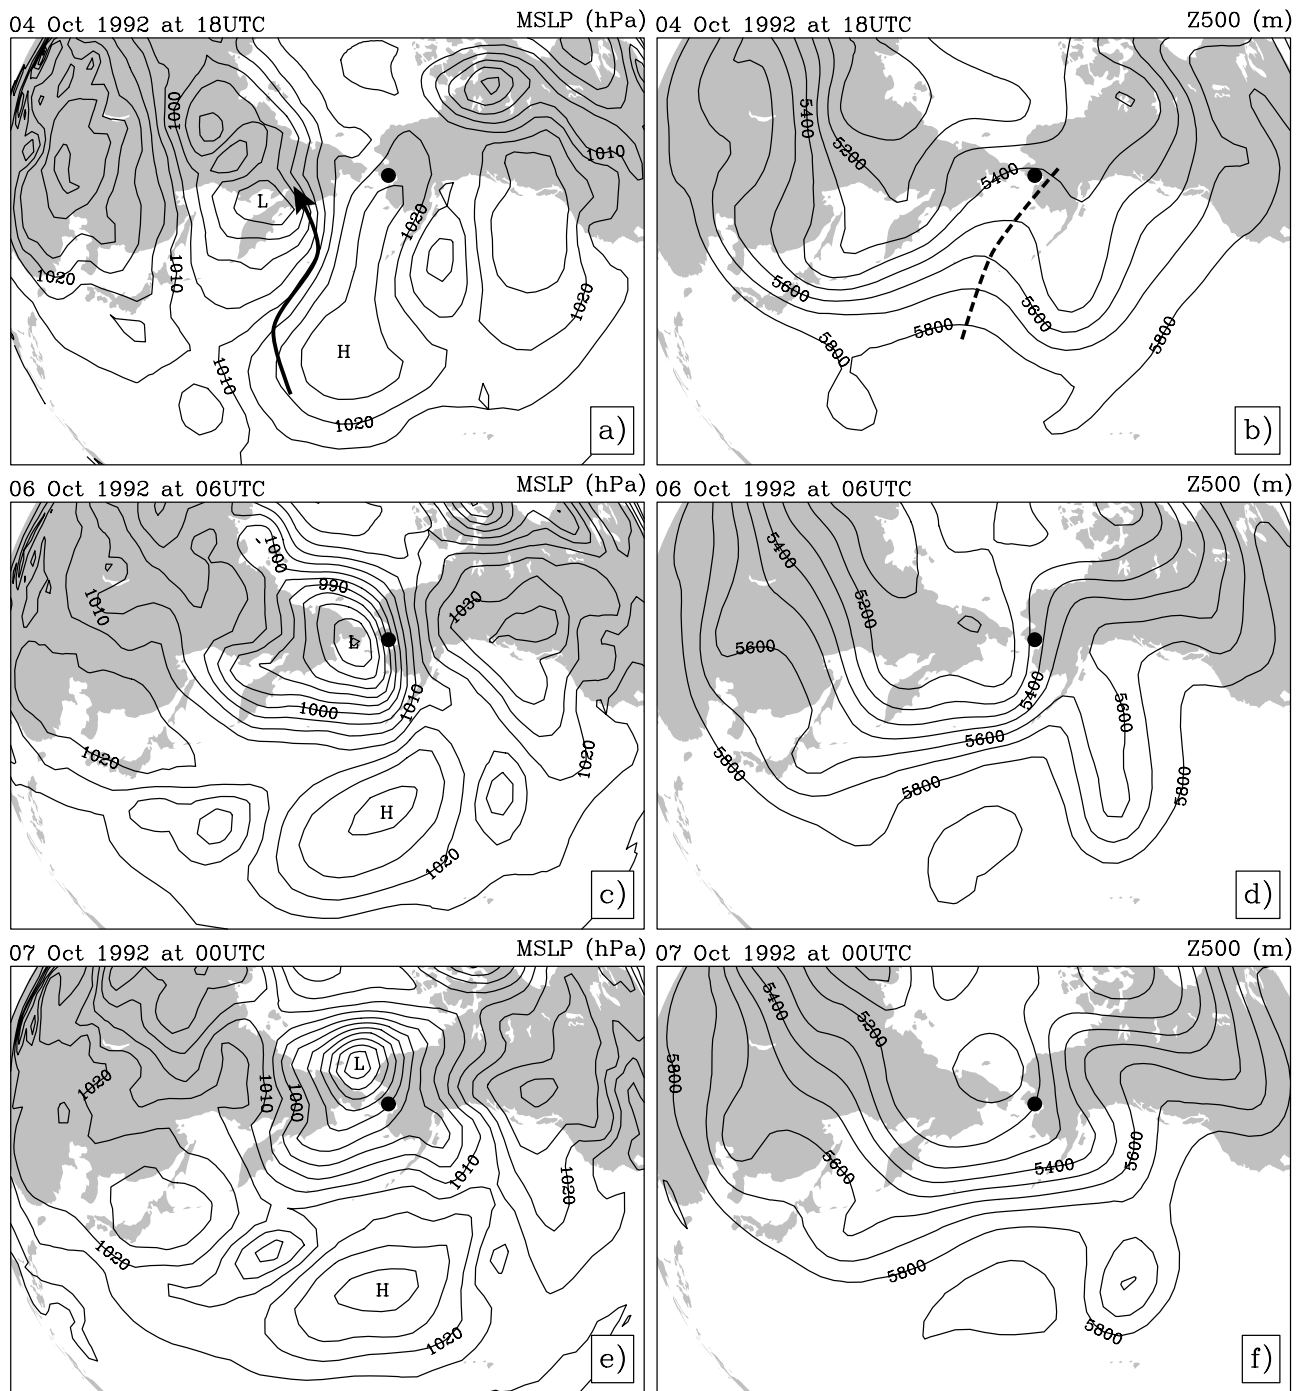 04 Oct 1992 at 18UTC MSLP (hPa)
1000
1010
L
1020
1020
1010
H
1020
1010
1020
a)
04 Oct 1992 at 18UTC Z500 (m)
5400
5200
5400
5600
5600
5800
5800
5800
b)
06 Oct 1992 at 06UTC MSLP (hPa)
1000
990
1010
1030
L
1010
1000
1020
1020
H
1020
c)
06 Oct 1992 at 06UTC Z500 (m)
5400
5200
5600
5400
5600
5600
5800
5800
5800
d)
07 Oct 1992 at 00UTC MSLP (hPa)
L
1020
1010
1000
1010
1020
1020
H
1020
e)
07 Oct 1992 at 00UTC Z500 (m)
5400
5200
5800
5600
5400
5600
5800
5800
f)